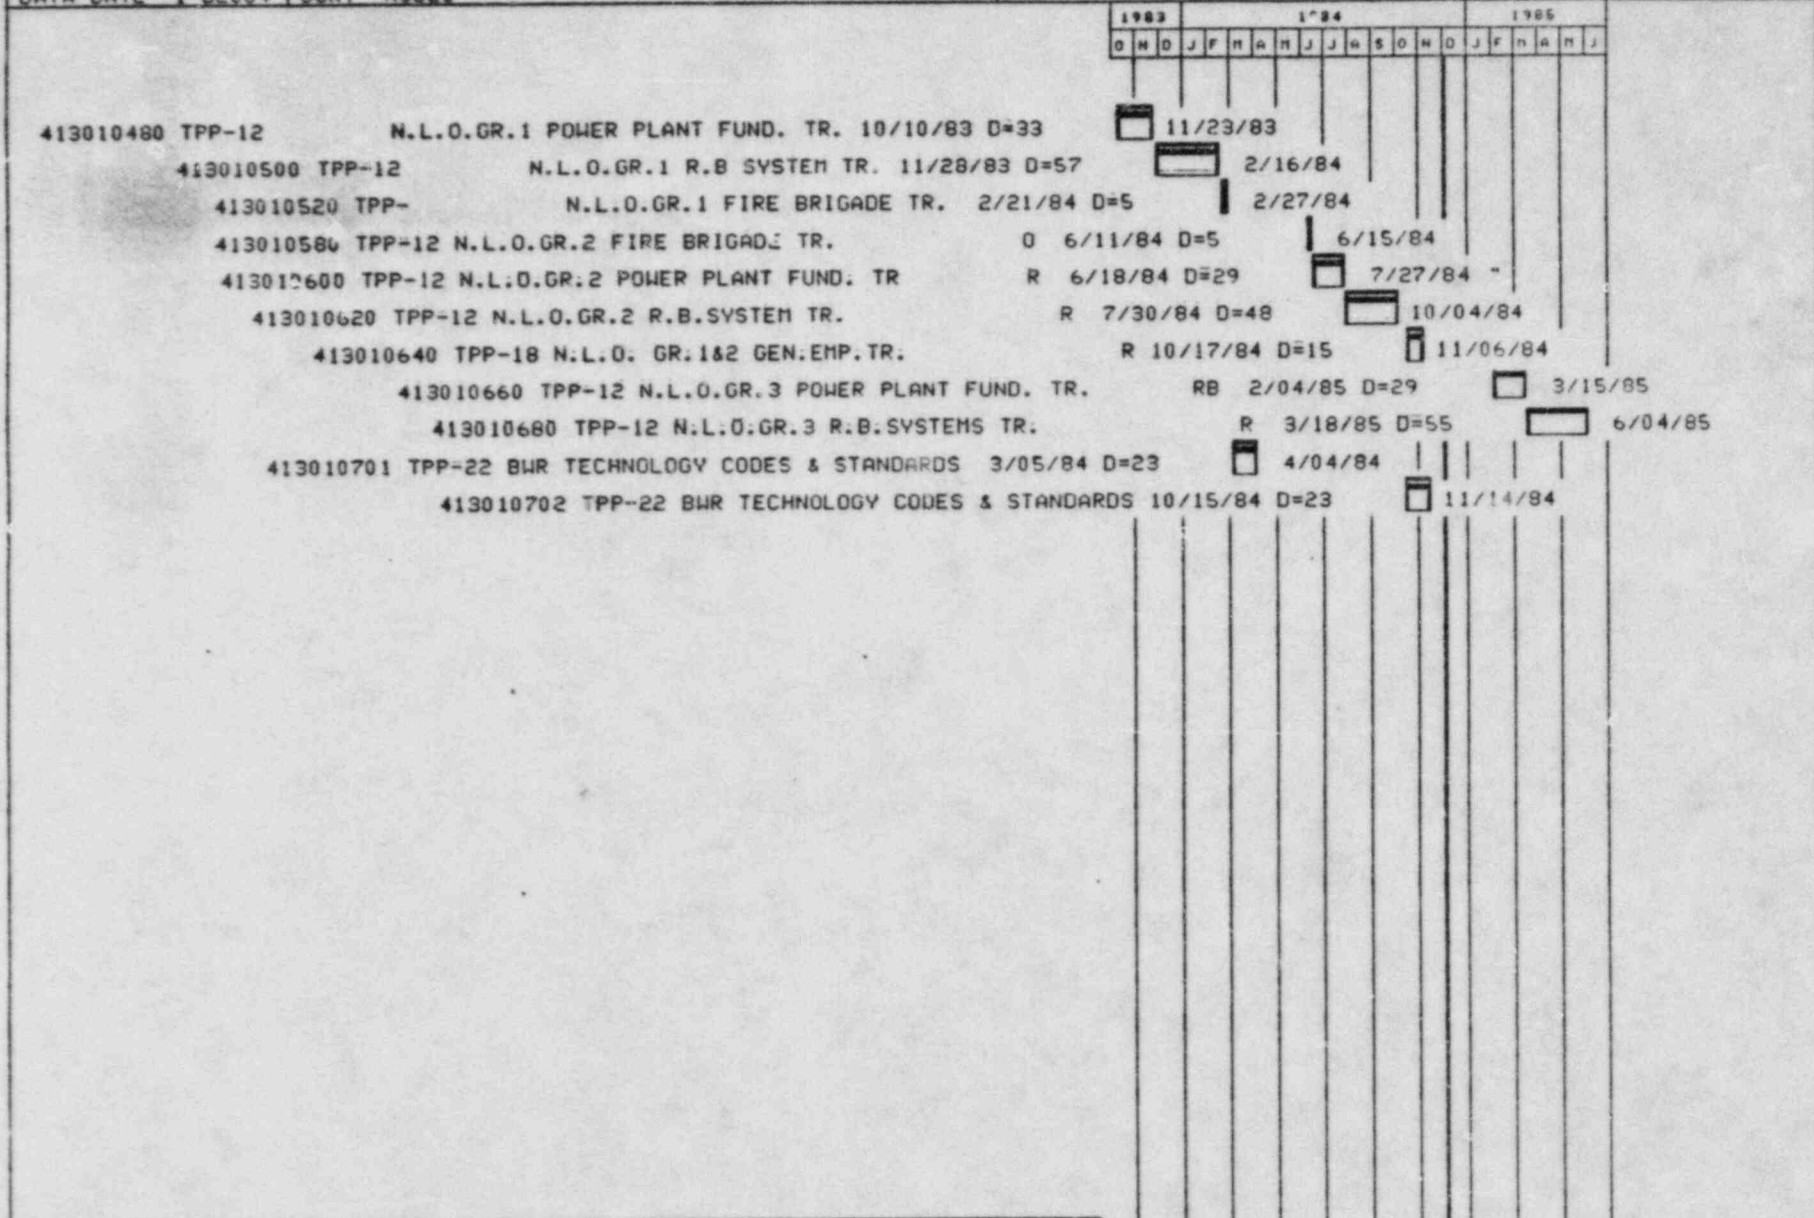 1983 1984 1985
O N D J F M A M J J A S O N D J F M A M J
413010480 TPP-12 N.L.O.GR.1 POWER PLANT FUND. TR. 10/10/83 D=33 11/23/83
413010500 TPP-12 N.L.O.GR.1 R.B SYSTEM TR. 11/28/83 D=57 2/16/84
413010520 TPP- N.L.O.GR.1 FIRE BRIGADE TR. 2/21/84 D=5 2/27/84
413010580 TPP-12 N.L.O.GR.2 FIRE BRIGADE TR. O 6/11/84 D=5 6/15/84
413010600 TPP-12 N.L.O.GR.2 POWER PLANT FUND. TR R 6/18/84 D=29 7/27/84
413010620 TPP-12 N.L.O.GR.2 R.B.SYSTEM TR. R 7/30/84 D=48 10/04/84
413010640 TPP-18 N.L.O. GR.1&2 GEN.EMP.TR. R 10/17/84 D=15 11/06/84
413010660 TPP-12 N.L.O.GR.3 POWER PLANT FUND. TR. RB 2/04/85 D=29 3/15/85
413010680 TPP-12 N.L.O.GR.3 R.B.SYSTEMS TR. R 3/18/85 D=55 6/04/85
413010701 TPP-22 BWR TECHNOLOGY CODES & STANDARDS 3/05/84 D=23 4/04/84
413010702 TPP-22 BWR TECHNOLOGY CODES & STANDARDS 10/15/84 D=23 11/14/84